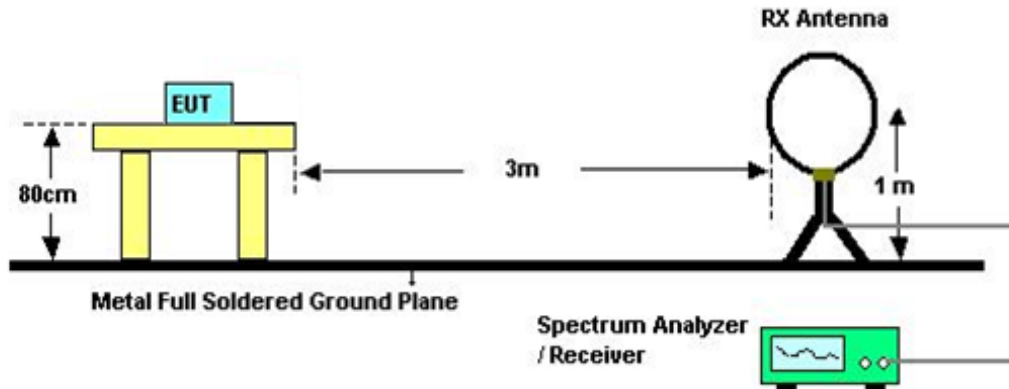 RX Antenna
EUT
3m
80cm
1 m
Metal Full Soldered Ground Plane
Spectrum Analyzer
/ Receiver